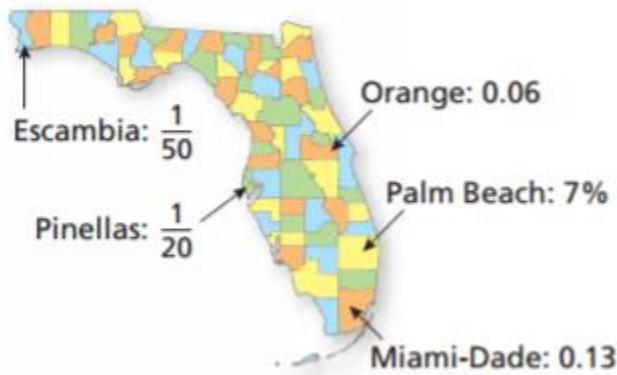 Orange: 0.06
Escambia: 1/50
Palm Beach: 7%
Pinellas: 1/20
Miami-Dade: 0.13